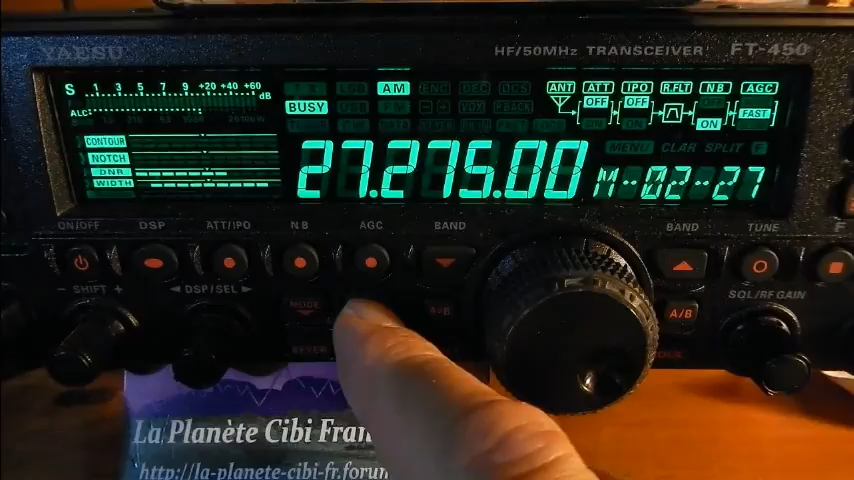 YAESU HF/50MHz TRANSCEIVER FT-450
S 1 3 5 7 9 +20 +40 +60 dB
ALC
AM
BUSY
ANT ATT IPO R.FLT NB AGC
OFF OFF FAST
ON
CONTOUR
NOTCH
DNR
WIDTH
27.275.00
MENU CLAR SPLIT F
M-02-27
ON/OFF DSP ATT/IPO NB AGC BAND BAND TUNE F
- SHIFT + ◄DSP/SEL► MODE A=B A/B SOL/RF GAIN
La Planète Cibi Fran
http://la-planete-cibi-fr.forum